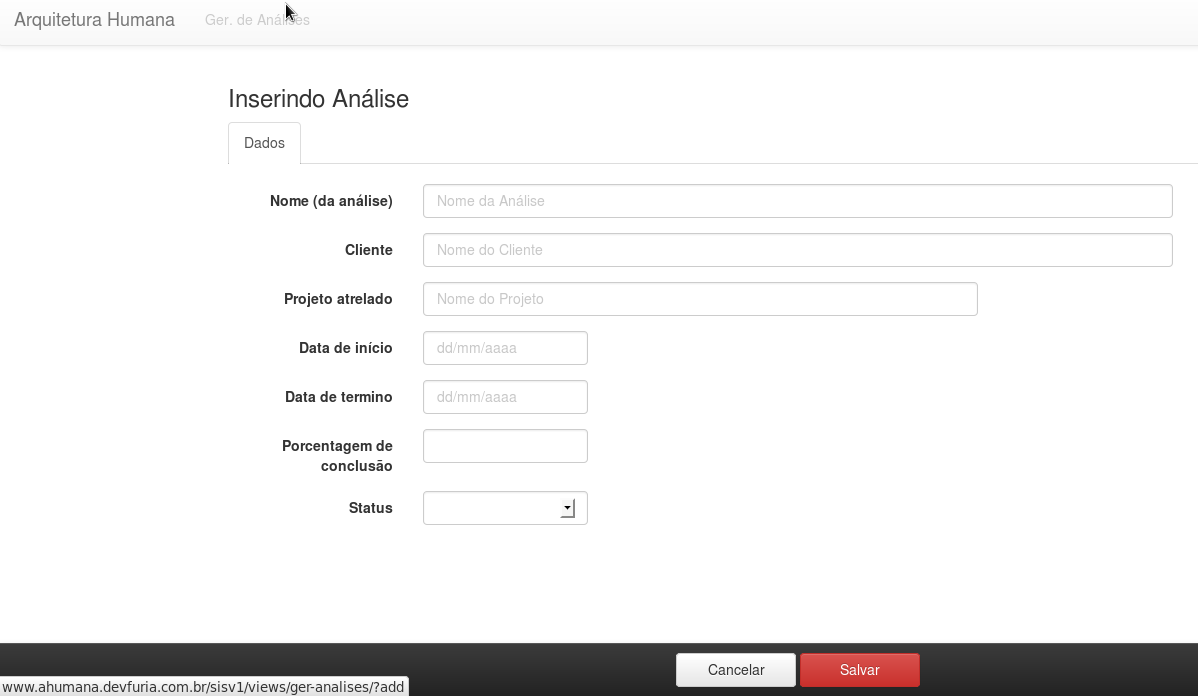 Arquitetura Humana Ger. de Análises
Inserindo Análise
Dados
Nome (da análise) Nome da Análise
Cliente Nome do Cliente
Projeto atrelado Nome do Projeto
Data de início dd/mm/aaaa
Data de termino dd/mm/aaaa
Porcentagem de
conclusão
Status
Cancelar Salvar
www.ahumana.devfuria.com.br/sisv1/views/ger-analises/?add